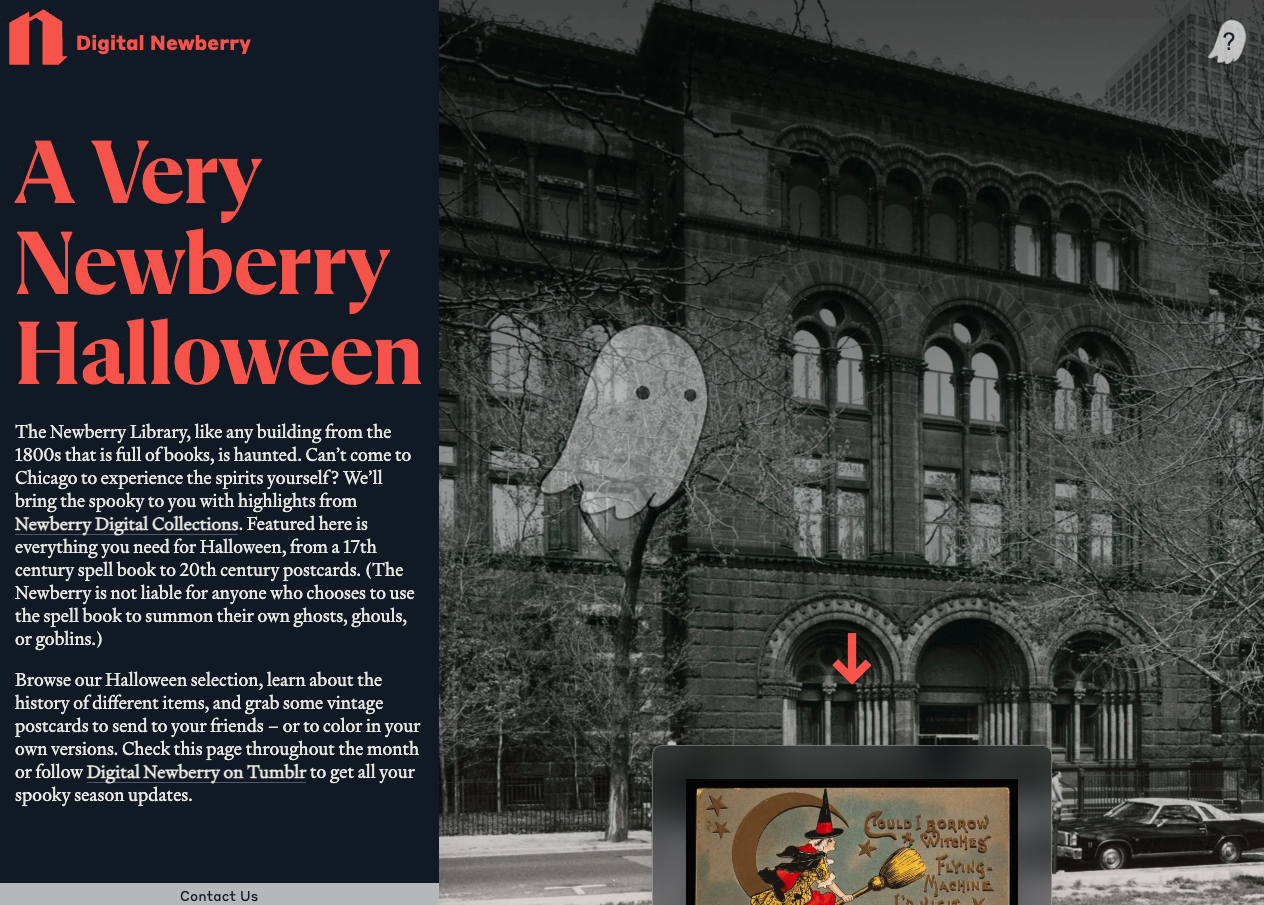 Digital Newberry
?
A Very
Newberry
Halloween
The Newberry Library, like any building from the
1800s that is full of books, is haunted. Can’t come to
Chicago to experience the spirits yourself? We’ll
bring the spooky to you with highlights from
Newberry Digital Collections. Featured here is
everything you need for Halloween, from a 17th
century spell book to 20th century postcards. (The
Newberry is not liable for anyone who chooses to use
the spell book to summon their own ghosts, ghouls,
or goblins.)
Browse our Halloween selection, learn about the
history of different items, and grab some vintage
postcards to send to your friends – or to color in your
own versions. Check this page throughout the month
or follow Digital Newberry on Tumblr to get all your
spooky season updates.
Contact Us
COULD I BORROW
WITCHES
FLYING-
MACHINE